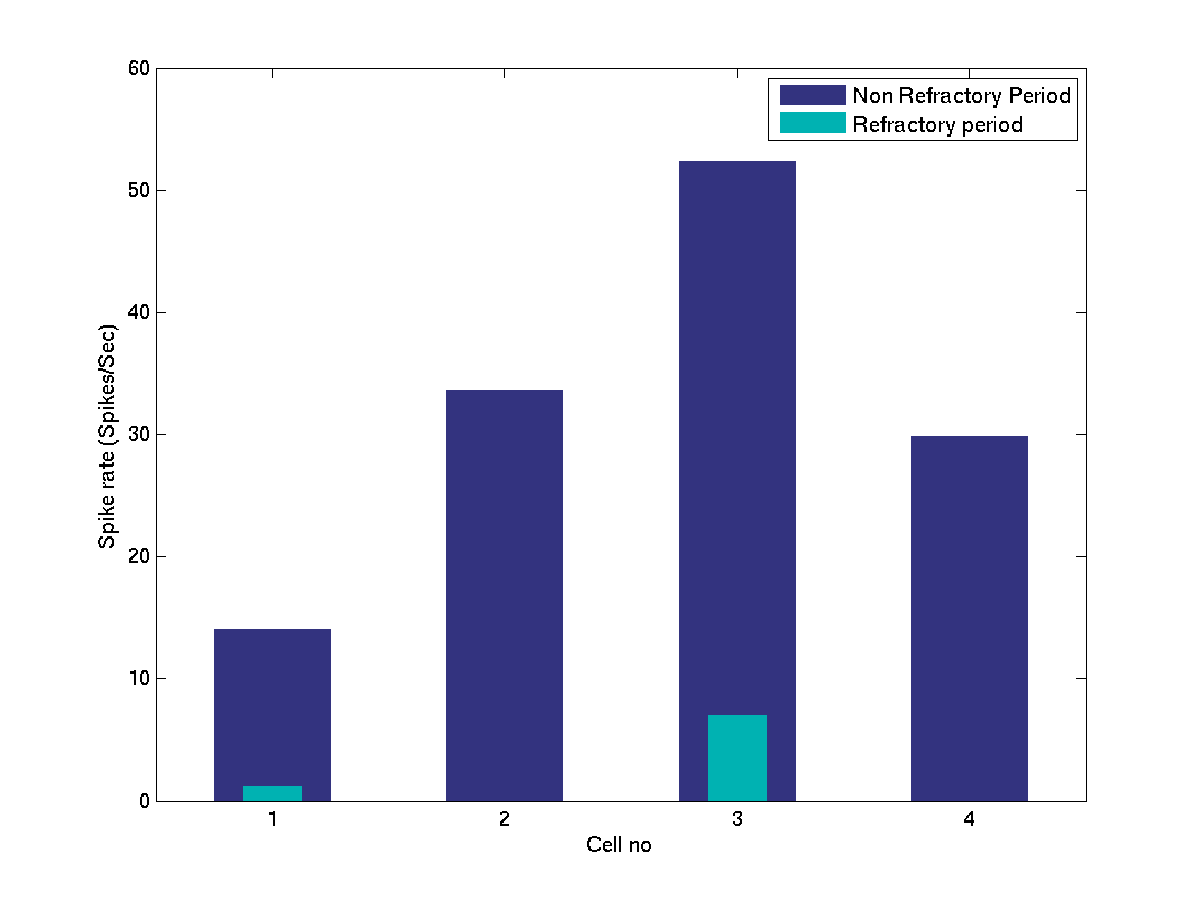 Non Refractory Period
Refractory period
60
50
40
30
20
10
0
Spike rate (Spikes/Sec)
1 2 3 4
Cell no